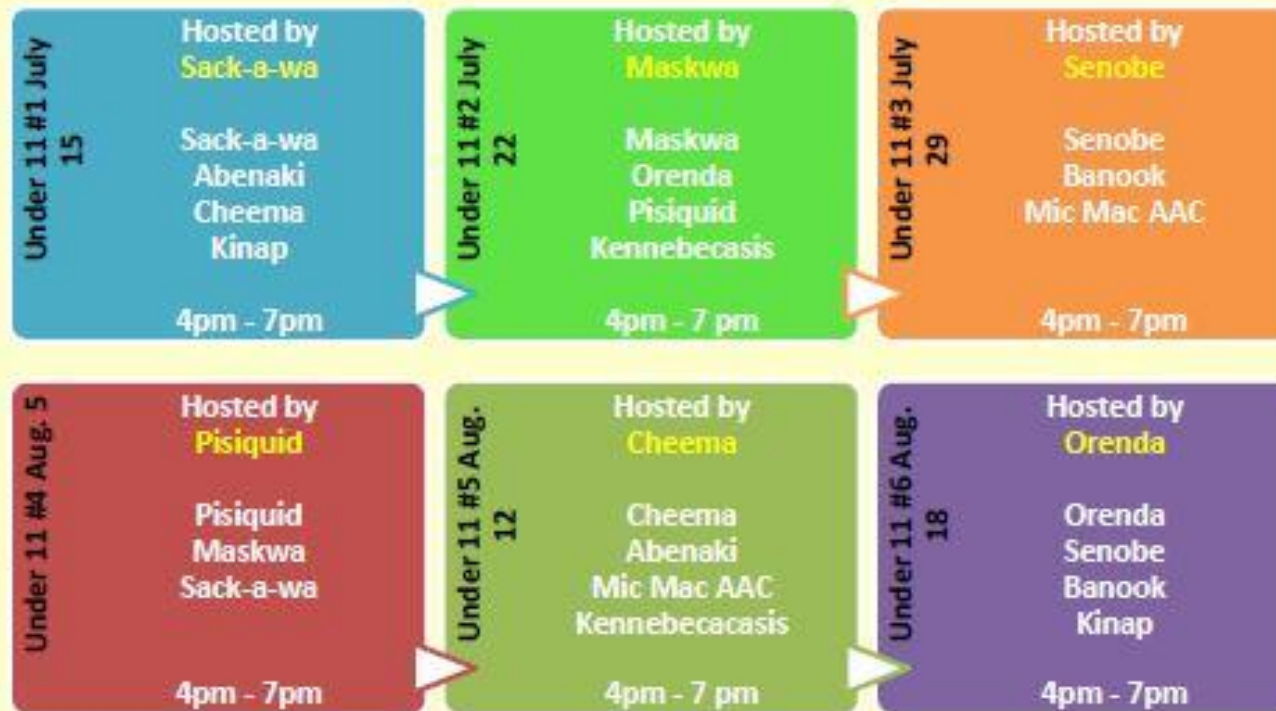 Under 11 #1 July
15
Hosted by
Sack-a-wa
Sack-a-wa
Abenaki
Cheema
Kinap
4pm - 7pm
Under 11 #2 July
22
Hosted by
Maskwa
Maskwa
Orenda
Pisiquid
Kennebecasis
4pm - 7 pm
Under 11 #3 July
29
Hosted by
Senobe
Senobe
Banook
Mic Mac AAC
4pm - 7pm
Under 11 #4 Aug. 5
Hosted by
Pisiquid
Pisiquid
Maskwa
Sack-a-wa
4pm - 7pm
Under 11 #5 Aug.
12
Hosted by
Cheema
Cheema
Abenaki
Mic Mac AAC
Kennebecacasis
4pm - 7 pm
Under 11 #6 Aug.
18
Hosted by
Orenda
Orenda
Senobe
Banook
Kinap
4pm - 7pm